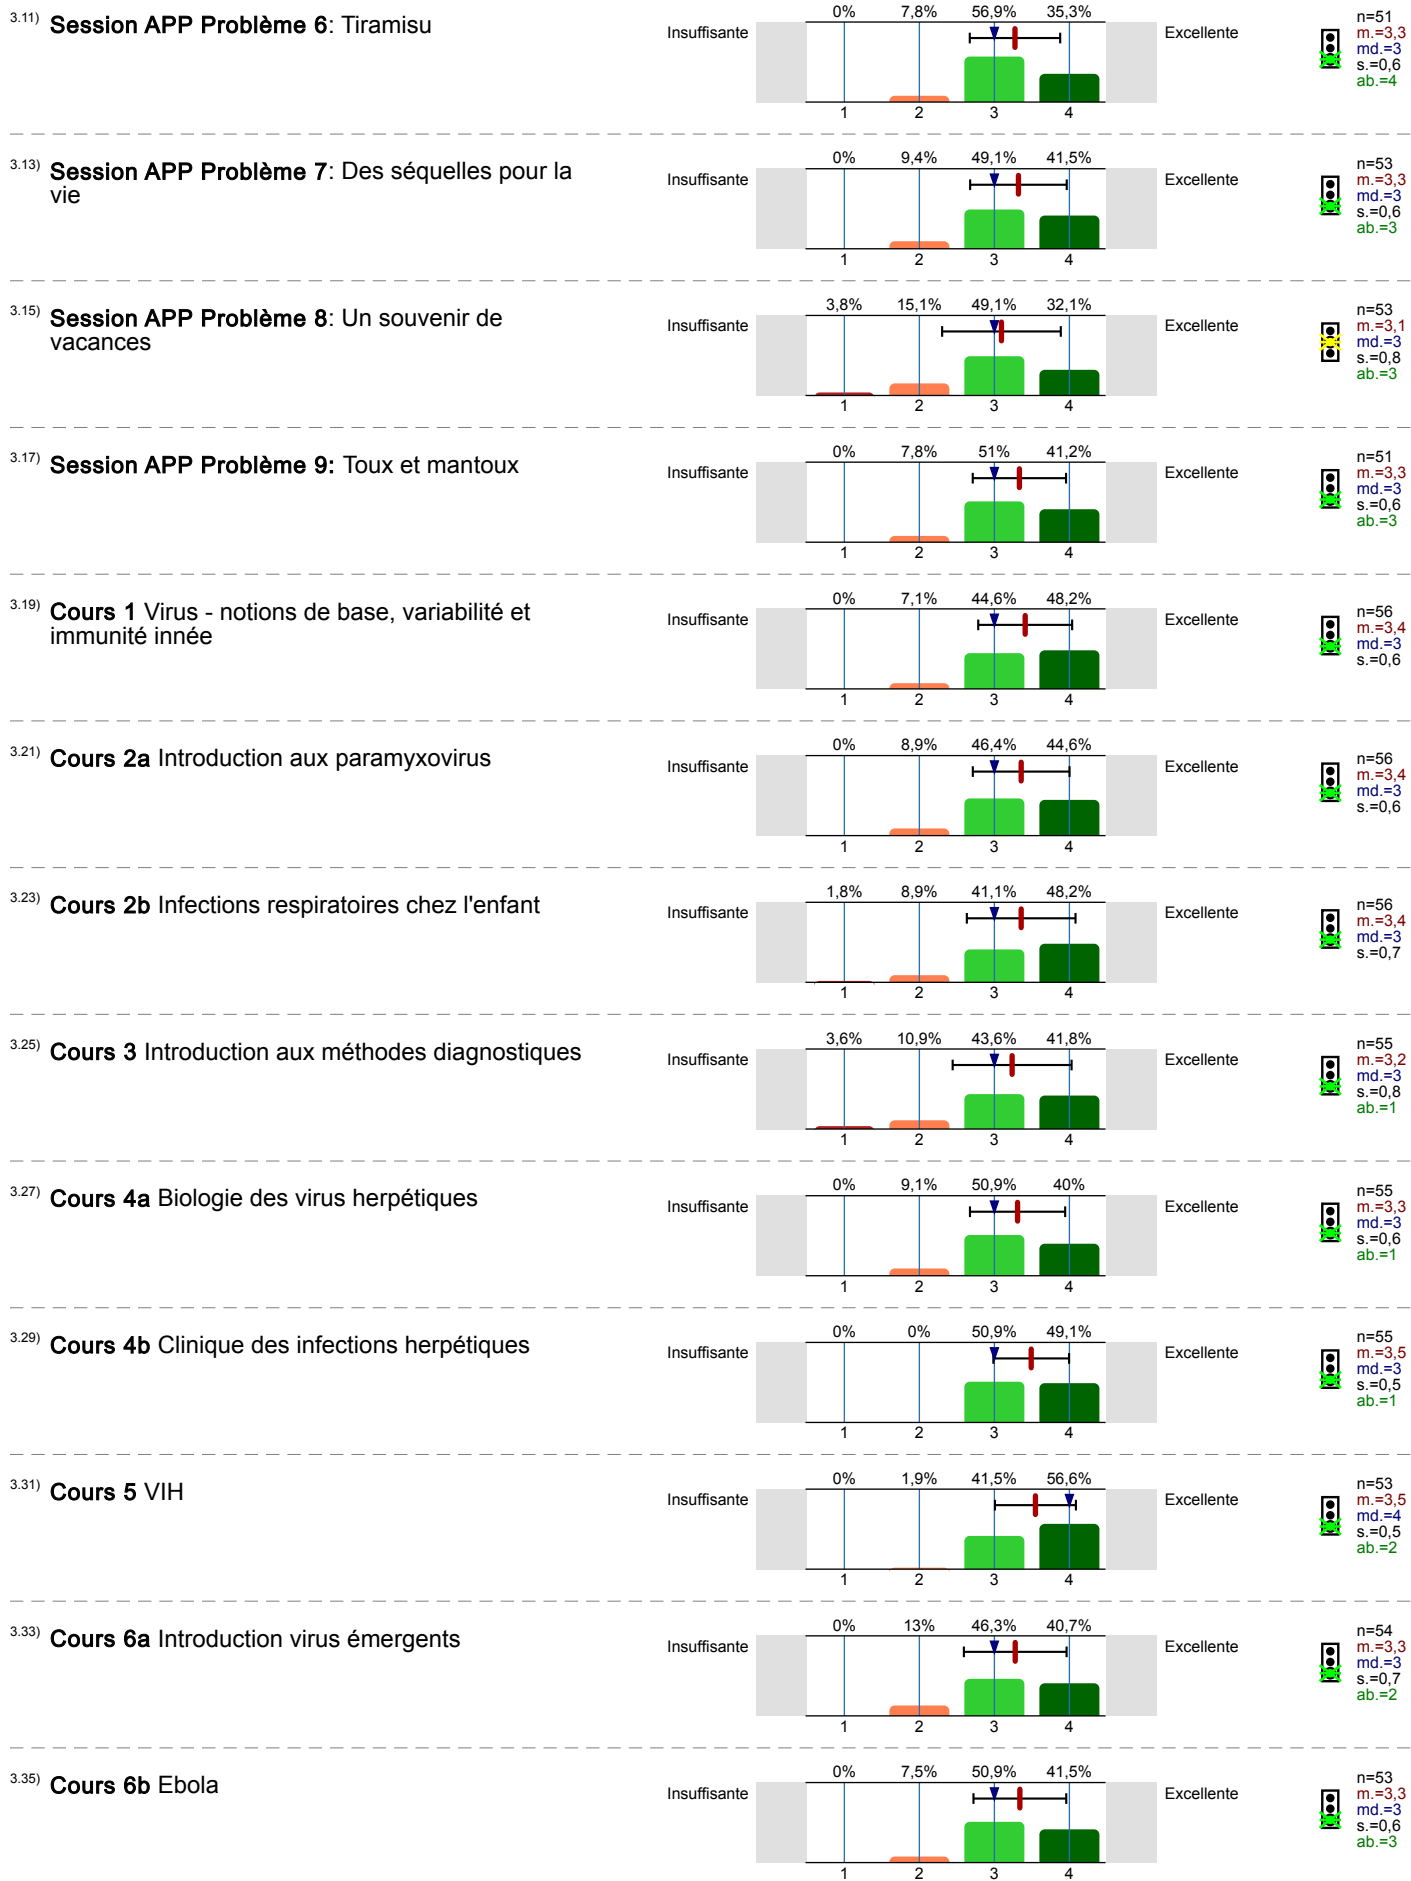 3.11) Session APP Problème 6: Tiramisu
Insuffisante
0% 7,8% 56,9% 35,3%
1 2 3 4
Excellente
n=51
m.=3,3
md.=3
s.=0,6
ab.=4
3.13) Session APP Problème 7: Des séquelles pour la
vie
Insuffisante
0% 9,4% 49,1% 41,5%
1 2 3 4
Excellente
n=53
m.=3,3
md.=3
s.=0,6
ab.=3
3.15) Session APP Problème 8: Un souvenir de
vacances
Insuffisante
3,8% 15,1% 49,1% 32,1%
1 2 3 4
Excellente
n=53
m.=3,1
md.=3
s.=0,8
ab.=3
3.17) Session APP Problème 9: Toux et mantoux
Insuffisante
0% 7,8% 51% 41,2%
1 2 3 4
Excellente
n=51
m.=3,3
md.=3
s.=0,6
ab.=3
3.19) Cours 1 Virus - notions de base, variabilité et
immunité innée
Insuffisante
0% 7,1% 44,6% 48,2%
1 2 3 4
Excellente
n=56
m.=3,4
md.=3
s.=0,6
3.21) Cours 2a Introduction aux paramyxovirus
Insuffisante
0% 8,9% 46,4% 44,6%
1 2 3 4
Excellente
n=56
m.=3,4
md.=3
s.=0,6
3.23) Cours 2b Infections respiratoires chez l'enfant
Insuffisante
1,8% 8,9% 41,1% 48,2%
1 2 3 4
Excellente
n=56
m.=3,4
md.=3
s.=0,7
3.25) Cours 3 Introduction aux méthodes diagnostiques
Insuffisante
3,6% 10,9% 43,6% 41,8%
1 2 3 4
Excellente
n=55
m.=3,2
md.=3
s.=0,8
ab.=1
3.27) Cours 4a Biologie des virus herpétiques
Insuffisante
0% 9,1% 50,9% 40%
1 2 3 4
Excellente
n=55
m.=3,3
md.=3
s.=0,6
ab.=1
3.29) Cours 4b Clinique des infections herpétiques
Insuffisante
0% 0% 50,9% 49,1%
1 2 3 4
Excellente
n=55
m.=3,5
md.=3
s.=0,5
ab.=1
3.31) Cours 5 VIH
Insuffisante
0% 1,9% 41,5% 56,6%
1 2 3 4
Excellente
n=53
m.=3,5
md.=4
s.=0,5
ab.=2
3.33) Cours 6a Introduction virus émergents
Insuffisante
0% 13% 46,3% 40,7%
1 2 3 4
Excellente
n=54
m.=3,3
md.=3
s.=0,7
ab.=2
3.35) Cours 6b Ebola
Insuffisante
0% 7,5% 50,9% 41,5%
1 2 3 4
Excellente
n=53
m.=3,3
md.=3
s.=0,6
ab.=3